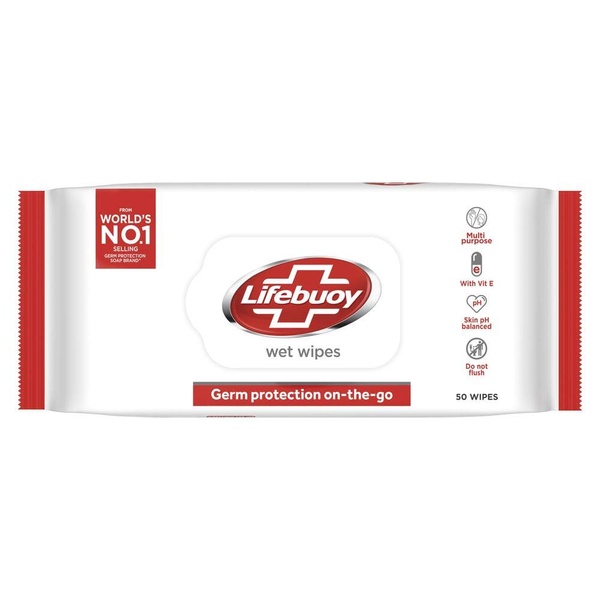 FROM
WORLD'S
NO.1
SELLING
GERM PROTECTION
SOAP BRAND^
Lifebuoy
wet wipes
Germ protection on-the-go
Multi
purpose
e
With Vit E
pH
Skin pH
balanced
Do not
flush
50 WIPES